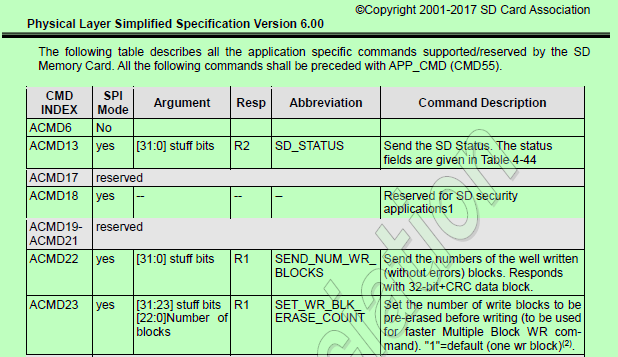 ©Copyright 2001-2017 SD Card Association
Physical Layer Simplified Specification Version 6.00
The following table describes all the application specific commands supported/reserved by the SD
Memory Card. All the following commands shall be preceded with APP_CMD (CMD55).
CMD INDEX SPI Mode Argument Resp Abbreviation Command Description
ACMD6 No
ACMD13 yes [31:0] stuff bits R2 SD_STATUS Send the SD Status. The status
fields are given in Table 4-44
ACMD17 reserved
ACMD18 yes -- -- -- Reserved for SD security
applications1
ACMD19-
ACMD21 reserved
ACMD22 yes [31:0] stuff bits R1 SEND_NUM_WR_ Send the numbers of the well written
BLOCKS (without errors) blocks. Responds
with 32-bit+CRC data block.
ACMD23 yes [31:23] stuff bits R1 SET_WR_BLK_ Set the number of write blocks to be
[22:0]Number of ERASE_COUNT pre-erased before writing (to be used
blocks for faster Multiple Block WR com-
mand). "1"=default (one wr block)(2).